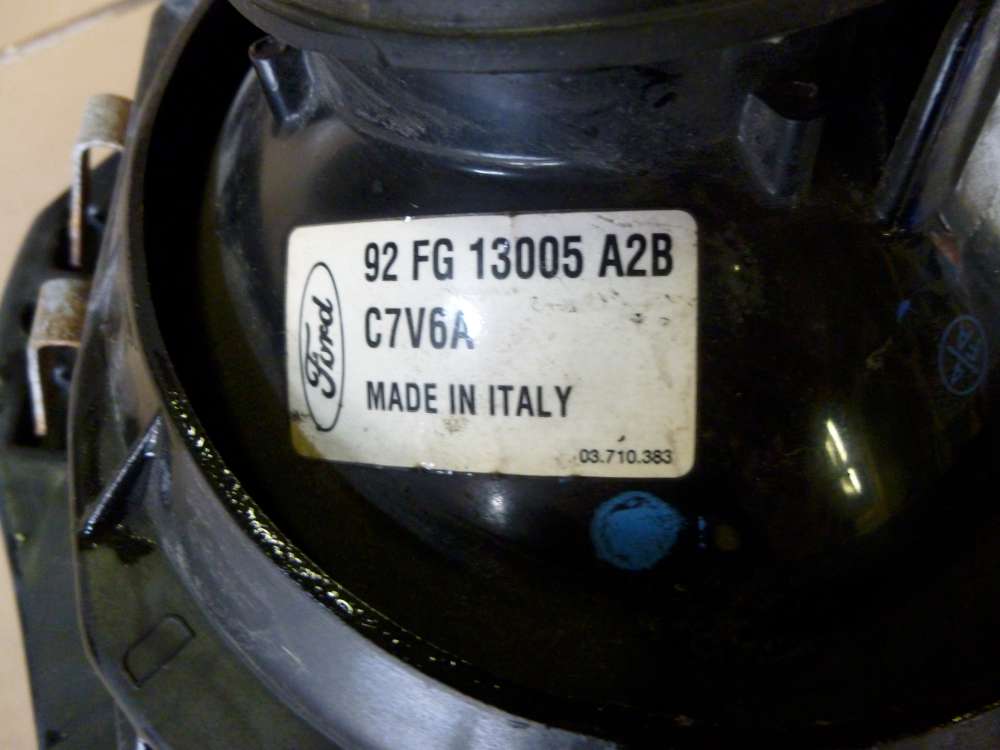 92 FG 13005 A2B
C7V6A
Ford
MADE IN ITALY
03.710.383